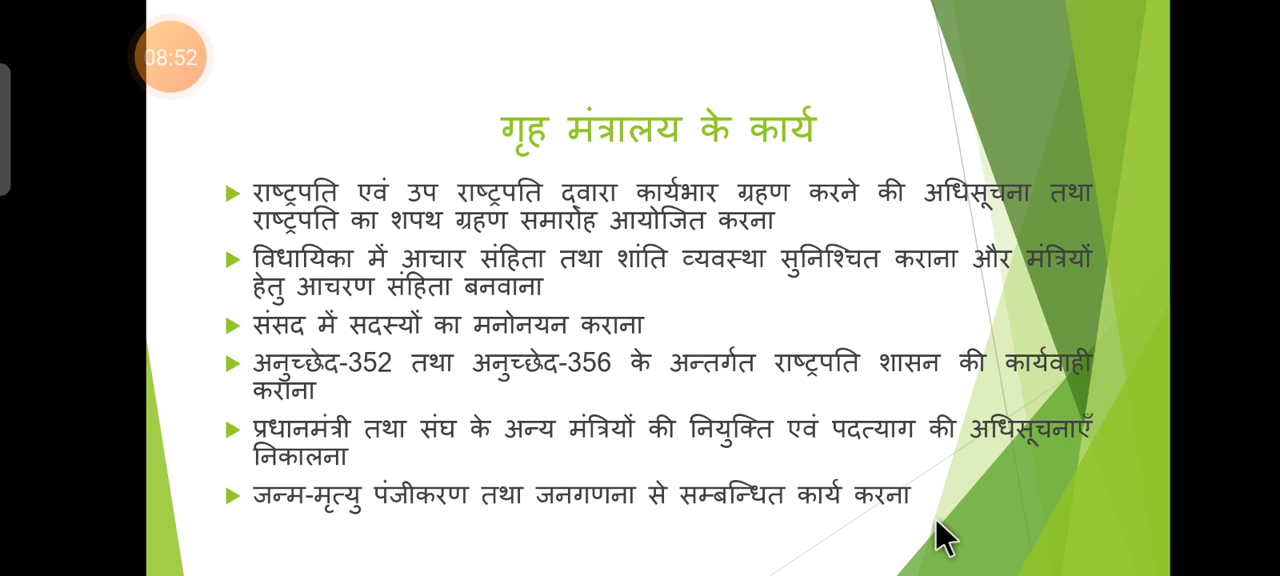 08:52
गृह मंत्रालय के कार्य
राष्ट्रपति एवं उप राष्ट्रपति द्वारा कार्यभार ग्रहण करने की अधिसूचना तथा
राष्ट्रपति का शपथ ग्रहण समारोह आयोजित करना
विधायिका में आचार संहिता तथा शांति व्यवस्था सुनिश्चित कराना और मंत्रियों
हेतु आचरण संहिता बनवाना
संसद में सदस्यों का मनोनयन कराना
अनुच्छेद-352 तथा अनुच्छेद-356 के अन्तर्गत राष्ट्रपति शासन की कार्यवाही
कराना
प्रधानमंत्री तथा संघ के अन्य मंत्रियों की नियुक्ति एवं पदत्याग की अधिसूचनाएँ
निकालना
जन्म-मृत्यु पंजीकरण तथा जनगणना से सम्बन्धित कार्य करना